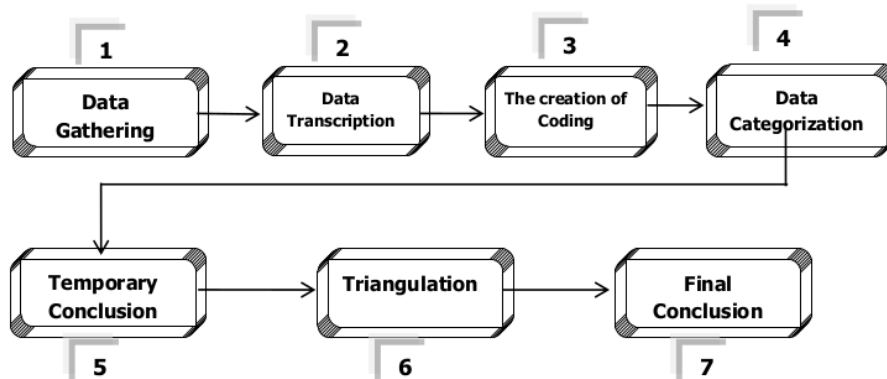 1
2
3
4
Data
Gathering
Data
Transcription
The creation of
Coding
Data
Categorization
Temporary
Conclusion
Triangulation
Final
Conclusion
5
6
7